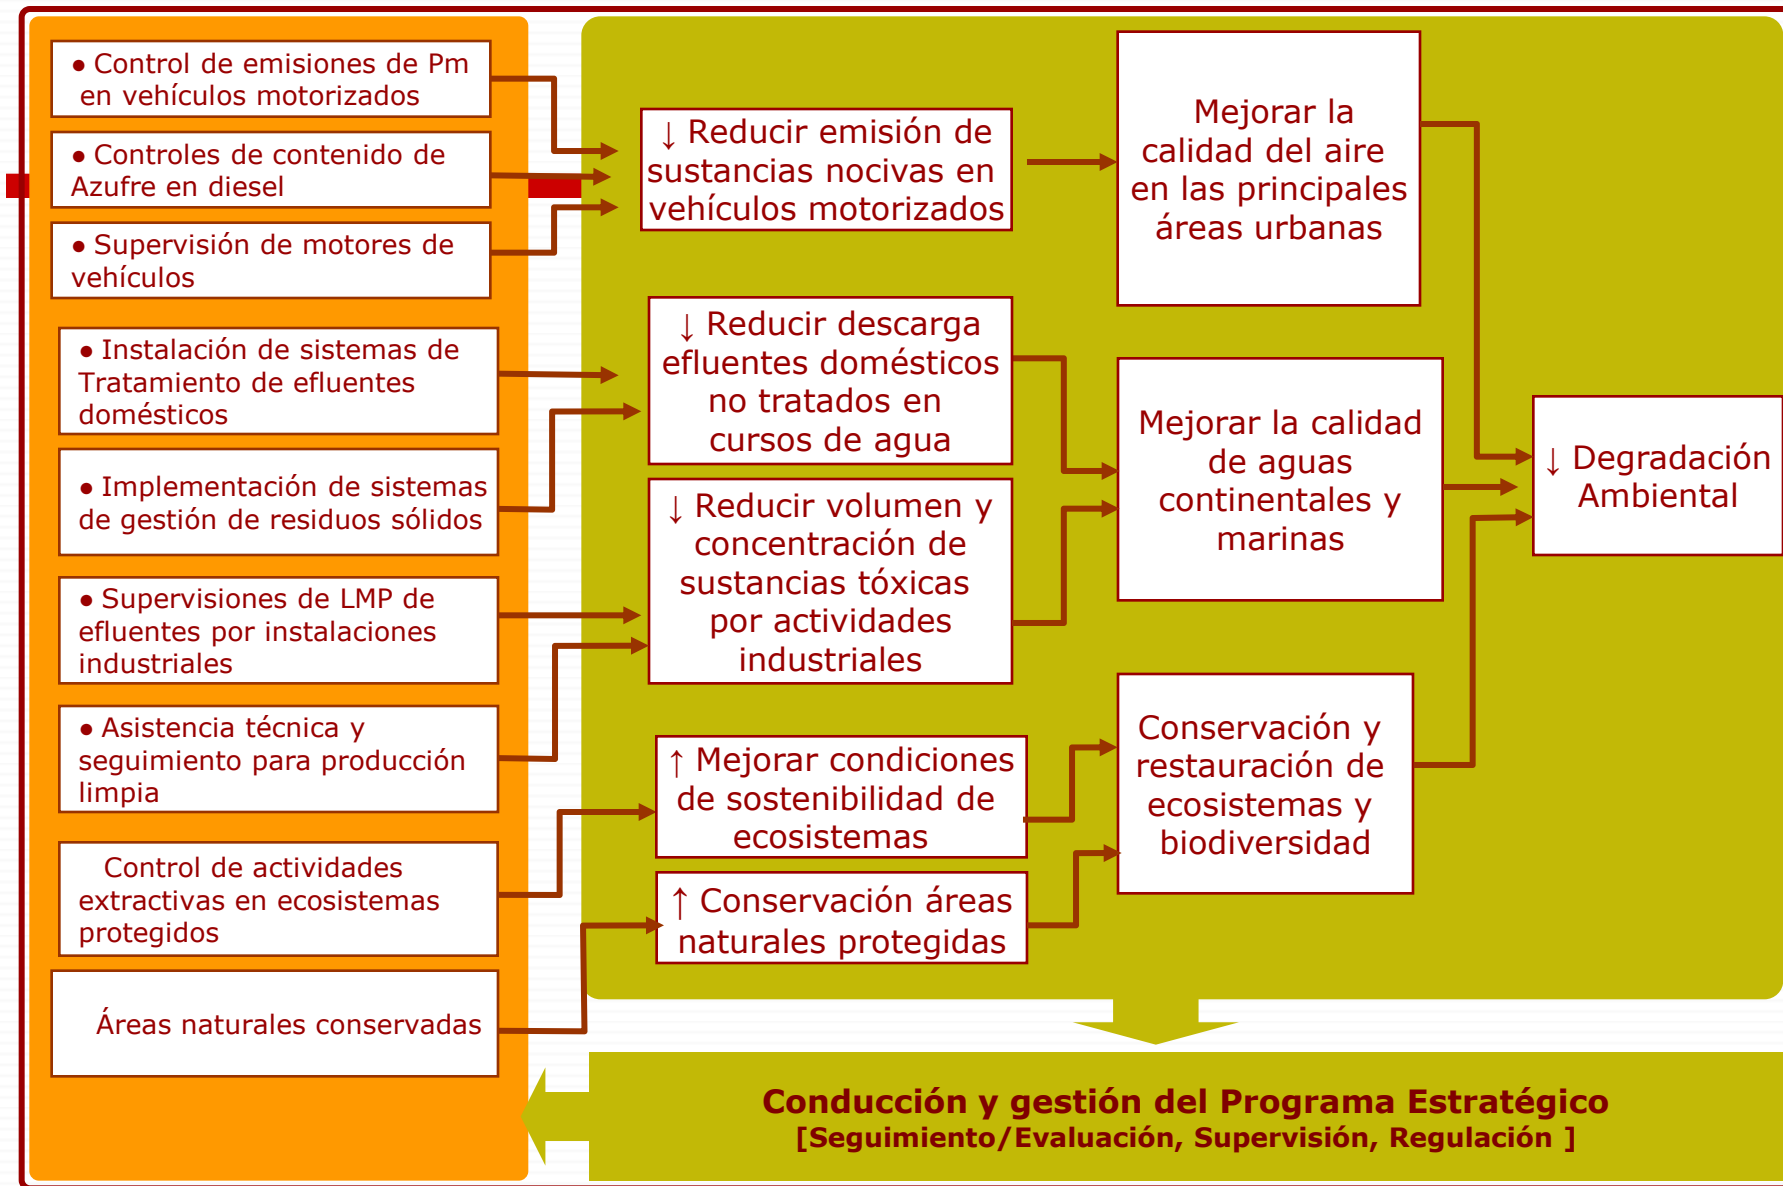 ● Control de emisiones de Pm
en vehículos motorizados
● Controles de contenido de
Azufre en diesel
● Supervisión de motores de
vehículos
● Instalación de sistemas de
Tratamiento de efluentes
domésticos
● Implementación de sistemas
de gestión de residuos sólidos
● Supervisiones de LMP de
efluentes por instalaciones
industriales
● Asistencia técnica y
seguimiento para producción
limpia
Control de actividades
extractivas en ecosistemas
protegidos
Áreas naturales conservadas
↓ Reducir emisión de
sustancias nocivas en
vehículos motorizados
↓ Reducir descarga
efluentes domésticos
no tratados en
cursos de agua
↓ Reducir volumen y
concentración de
sustancias tóxicas
por actividades
industriales
↑ Mejorar condiciones
de sostenibilidad de
ecosistemas
↑ Conservación áreas
naturales protegidas
Mejorar la
calidad del aire
en las principales
áreas urbanas
Mejorar la calidad
de aguas
continentales y
marinas
Conservación y
restauración de
ecosistemas y
biodiversidad
↓ Degradación
Ambiental
Conducción y gestión del Programa Estratégico
[Seguimiento/Evaluación, Supervisión, Regulación ]